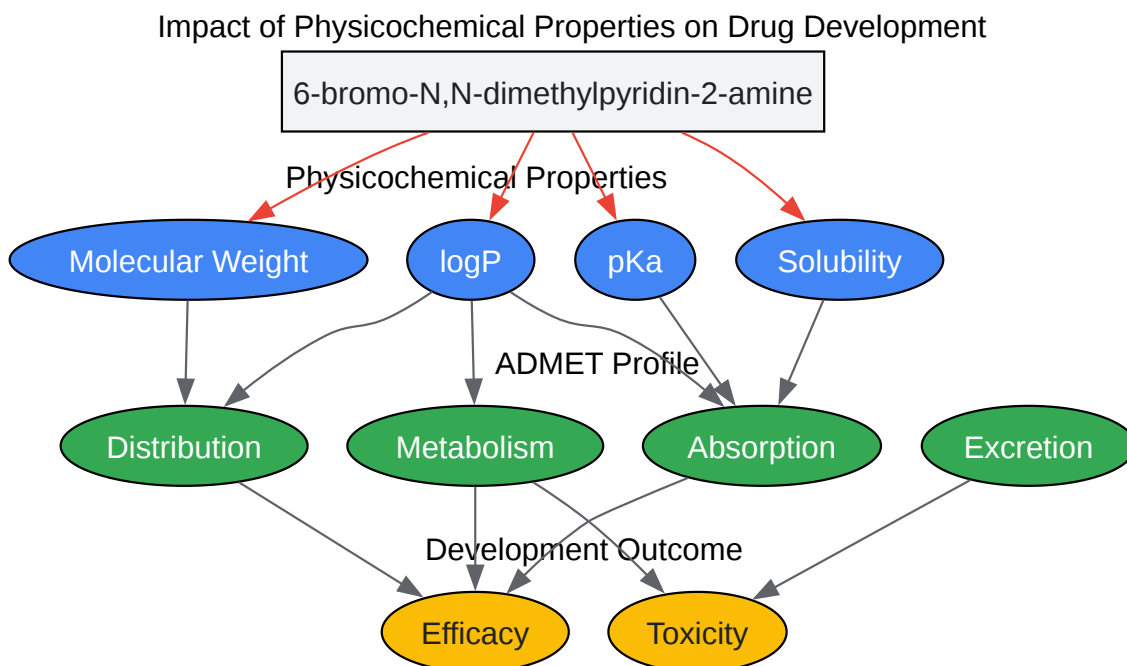 Impact of Physicochemical Properties on Drug Development
6-bromo-N,N-dimethylpyridin-2-amine
Physicochemical Properties
Molecular Weight
logP
pKa
Solubility
ADMET Profile
Distribution
Metabolism
Absorption
Excretion
Development Outcome
Efficacy
Toxicity